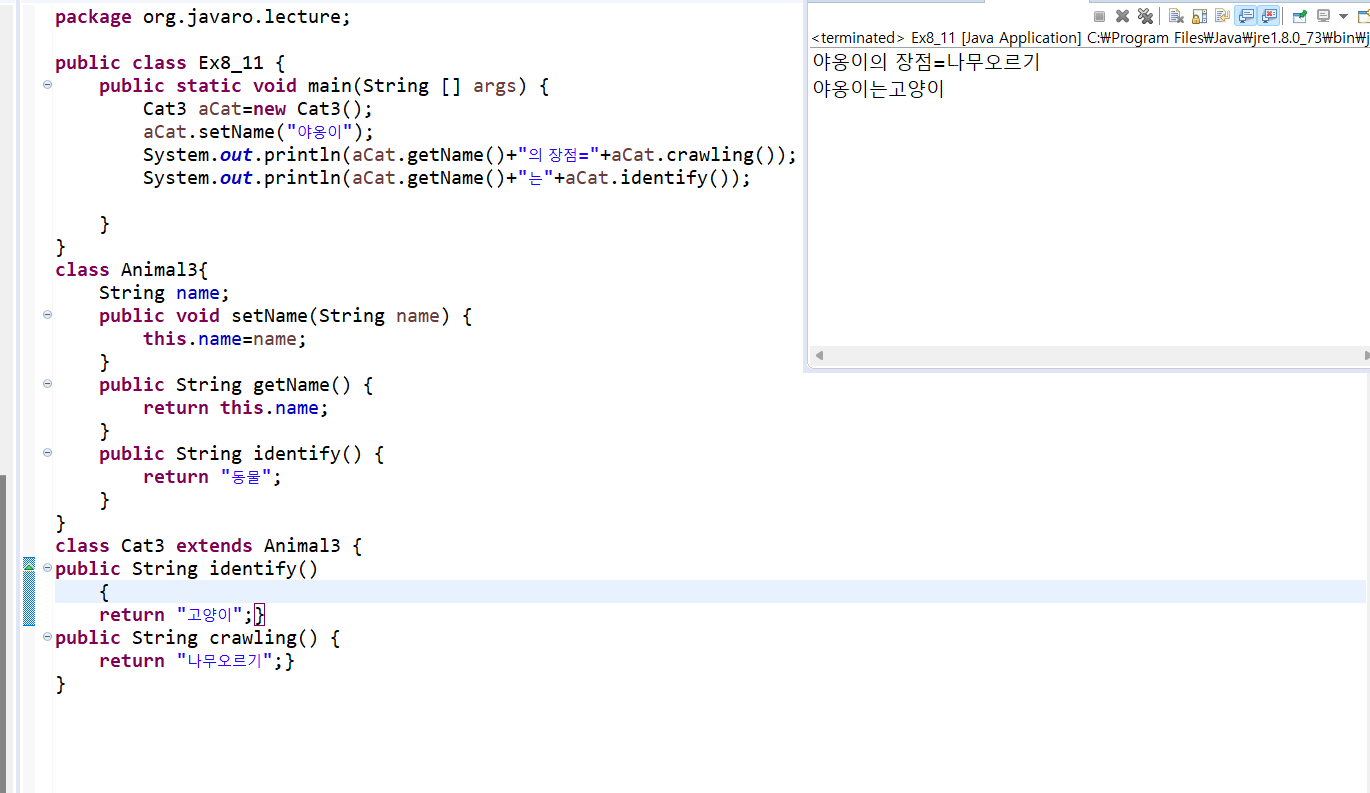 package org.javaro.lecture;
public class Ex8_11 {
public static void main(String [] args) {
Cat3 aCat=new Cat3();
aCat.setName("야옹이");
System.out.println(aCat.getName()+"의 장점="+aCat.crawling());
System.out.println(aCat.getName()+"는"+aCat.identify());
}
}
class Animal3{
String name;
public void setName(String name) {
this.name=name;
}
public String getName() {
return this.name;
}
public String identify() {
return "동물";
}
}
class Cat3 extends Animal3 {
public String identify()
{
return "고양이";}
public String crawling() {
return "나무오르기";}
}
<terminated> Ex8_11 [Java Application] C:₩Program Files₩Java₩jre1.8.0_73₩bin₩j
야옹이의 장점=나무오르기
야옹이는고양이